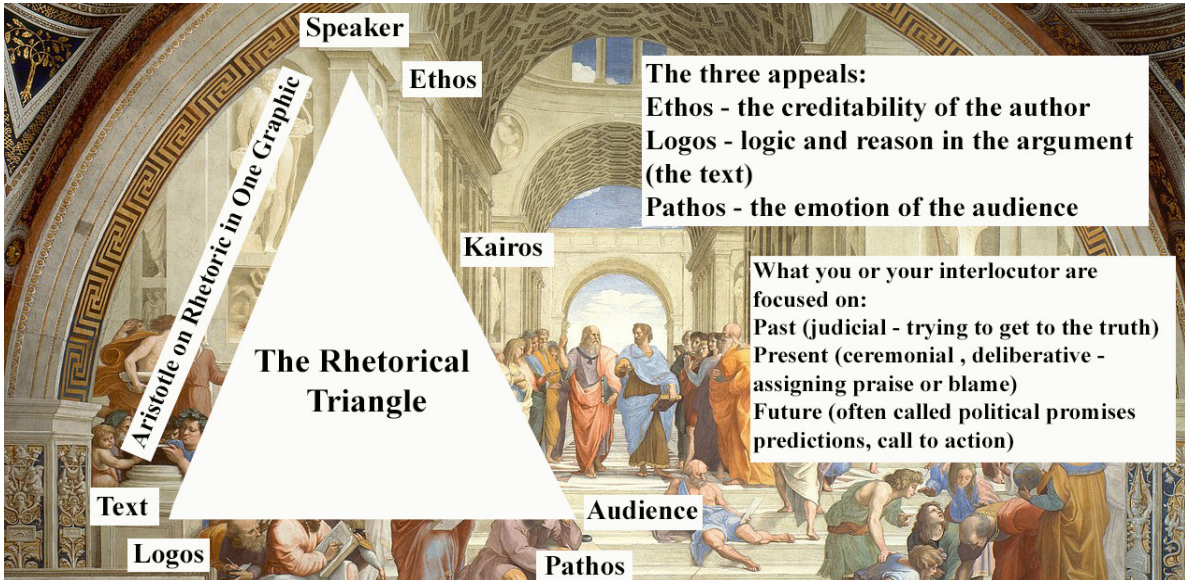 Speaker
Ethos
Aristotle on Rhetoric in One Graphic
Kairos
The Rhetorical
Triangle
Text
Logos
Audience
Pathos
The three appeals:
Ethos - the creditability of the author
Logos - logic and reason in the argument
(the text)
Pathos - the emotion of the audience
What you or your interlocutor are
focused on:
Past (judicial - trying to get to the truth)
Present (ceremonial , deliberative -
assigning praise or blame)
Future (often called political promises
predictions, call to action)